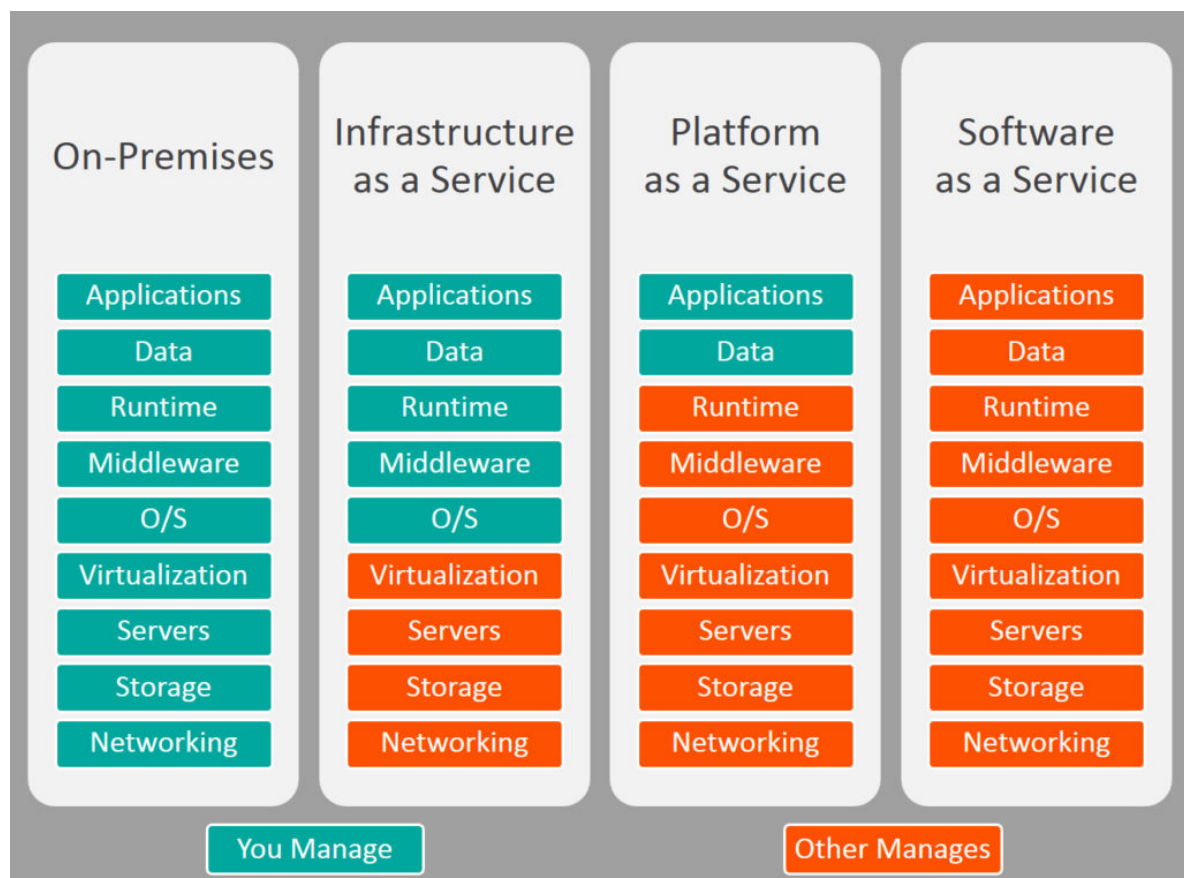 On-Premises
Applications
Data
Runtime
Middleware
O/S
Virtualization
Servers
Storage
Networking
Infrastructure
as a Service
Applications
Data
Runtime
Middleware
O/S
Virtualization
Servers
Storage
Networking
Platform
as a Service
Applications
Data
Runtime
Middleware
O/S
Virtualization
Servers
Storage
Networking
Software
as a Service
Applications
Data
Runtime
Middleware
O/S
Virtualization
Servers
Storage
Networking
You Manage
Other Manages